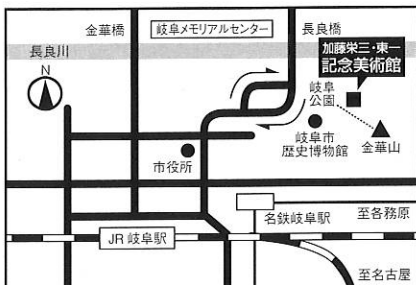 金華橋
岐阜メモリアルセンター
長良橋
長良川
加藤栄三・東一
記念美術館
N
岐阜
公園
岐阜市
歴史博物館
金華山
市役所
名鉄岐阜駅
至各務原
JR 岐阜駅
至名古屋